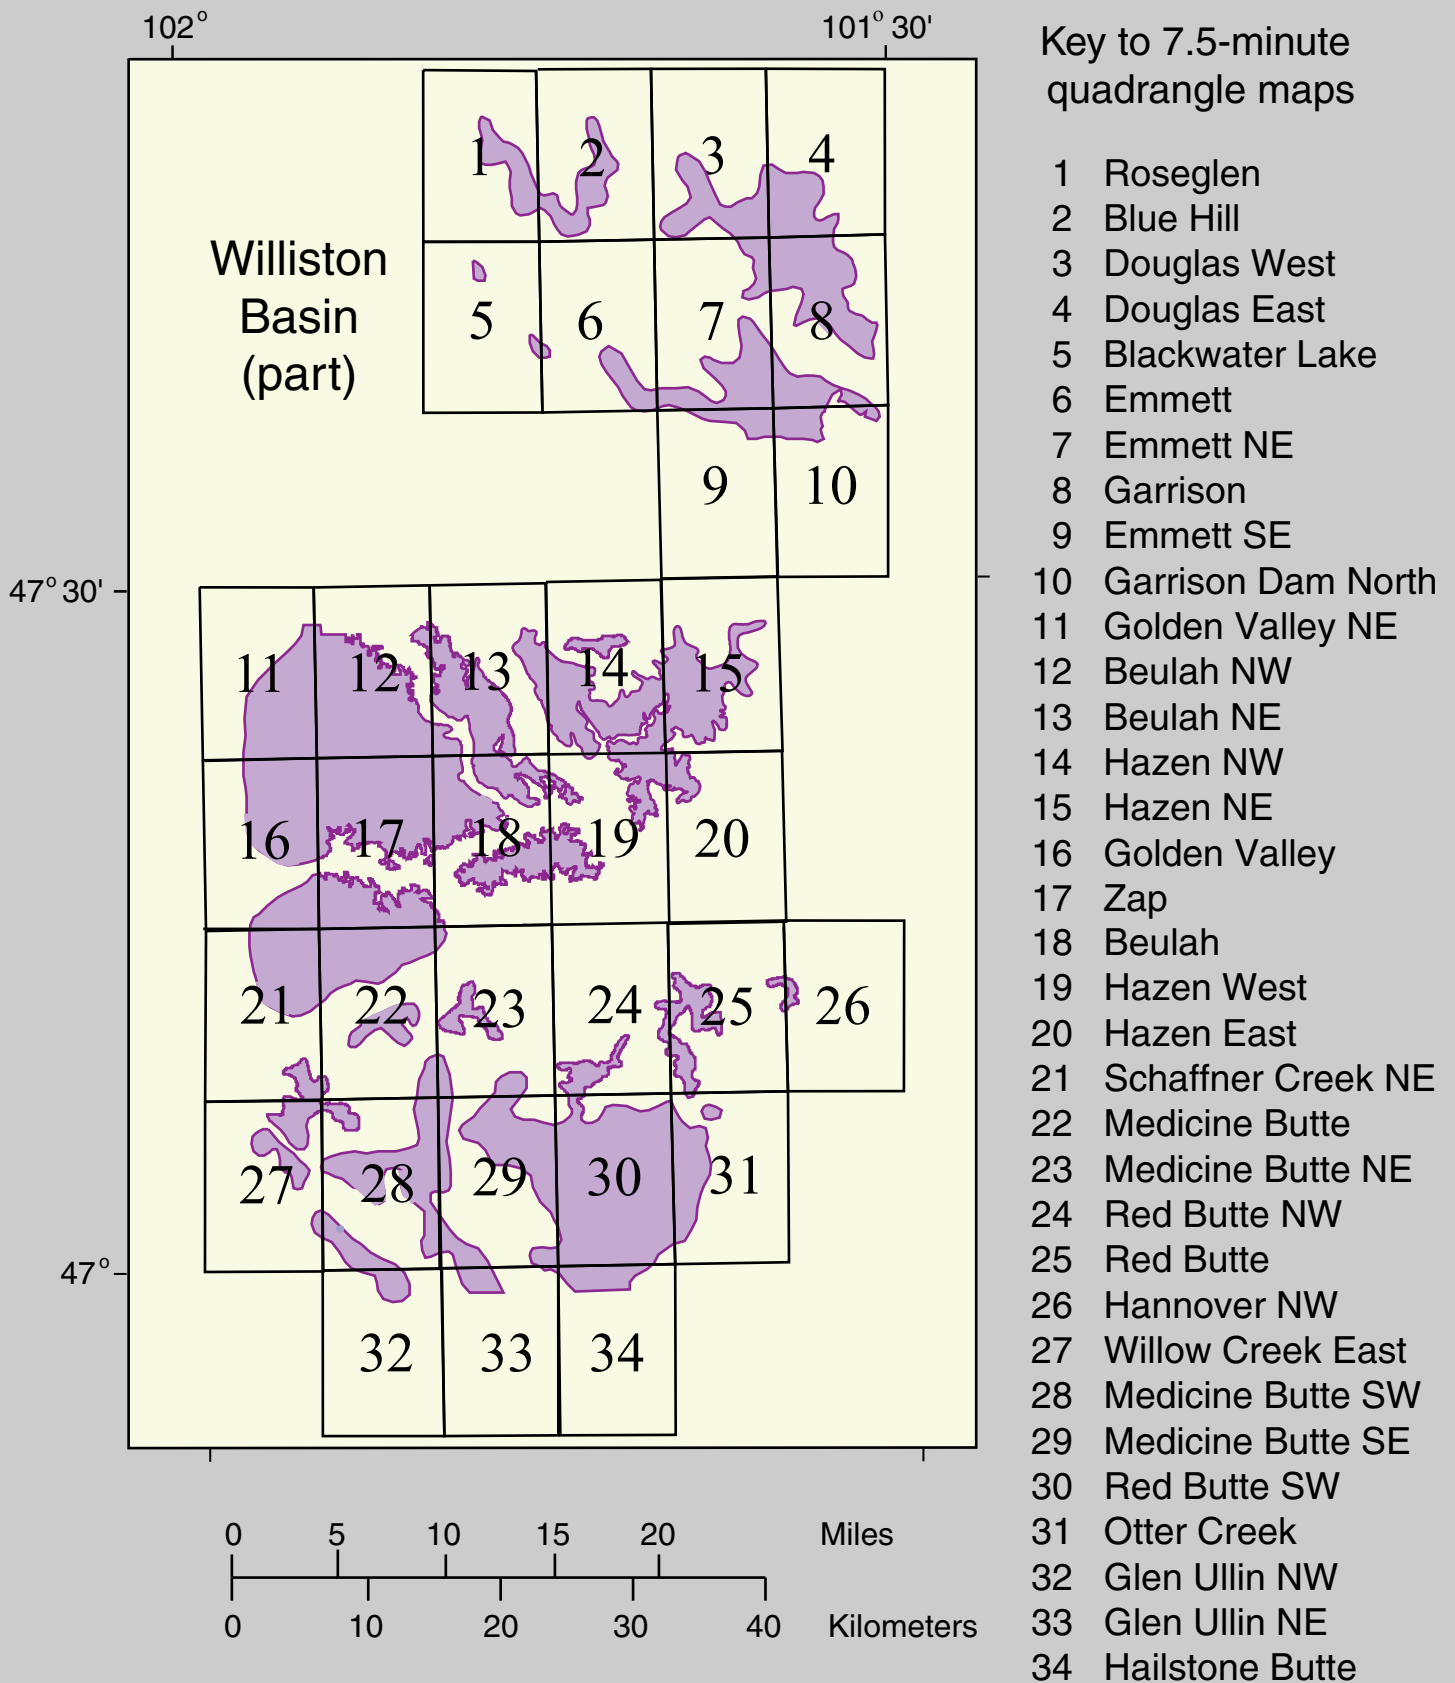 102°
101° 30'
Key to 7.5-minute
quadrangle maps
Williston
Basin
(part)
47° 30'
47°
1 2 3 4
5 6 7 8
9 10
11 12 13 14 15
16 17 18 19 20
21 22 23 24 25 26
27 28 29 30 31
32 33 34
1 Roseglen
2 Blue Hill
3 Douglas West
4 Douglas East
5 Blackwater Lake
6 Emmett
7 Emmett NE
8 Garrison
9 Emmett SE
10 Garrison Dam North
11 Golden Valley NE
12 Beulah NW
13 Beulah NE
14 Hazen NW
15 Hazen NE
16 Golden Valley
17 Zap
18 Beulah
19 Hazen West
20 Hazen East
21 Schaffner Creek NE
22 Medicine Butte
23 Medicine Butte NE
24 Red Butte NW
25 Red Butte
26 Hannover NW
27 Willow Creek East
28 Medicine Butte SW
29 Medicine Butte SE
30 Red Butte SW
31 Otter Creek
32 Glen Ullin NW
33 Glen Ullin NE
34 Hailstone Butte
0 5 10 15 20 Miles
0 10 20 30 40 Kilometers